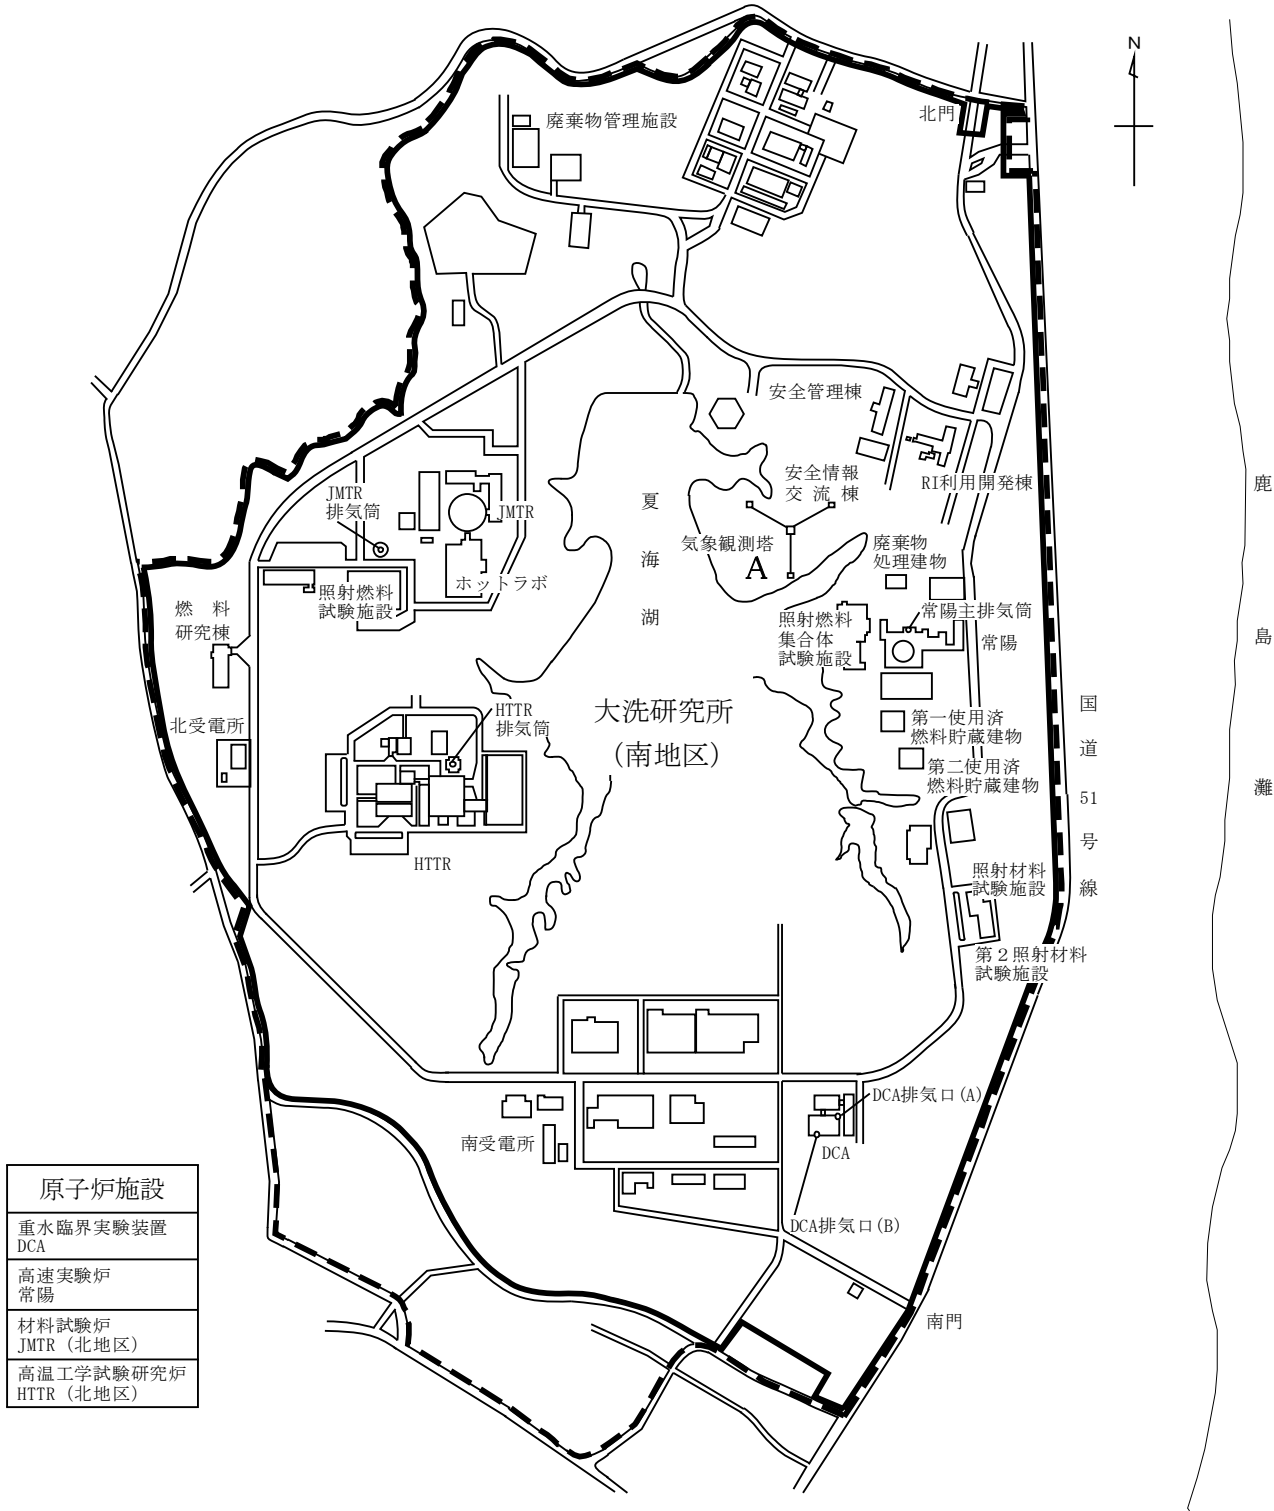 N
北門
廃棄物管理施設
安全管理棟
安全情報
交流棟
RI利用開発棟
JMTR
排気筒
JMTR
夏海湖
気象観測塔
A
廃棄物
処理建物
ホットラボ
照射燃料
試験施設
燃料
研究棟
照射燃料
集合体
試験施設
常陽主排気筒
常陽
北受電所
HTTR
排気筒
大洗研究所
(南地区)
第一使用済
燃料貯蔵建物
第二使用済
燃料貯蔵建物
国道51号線
鹿島灘
HTTR
照射材料
試験施設
第2照射材料
試験施設
DCA排気口(A)
南受電所
DCA
DCA排気口(B)
南門
原子炉施設
重水臨界実験装置
DCA
高速実験炉
常陽
材料試験炉
JMTR (北地区)
高温工学試験研究炉
HTTR (北地区)